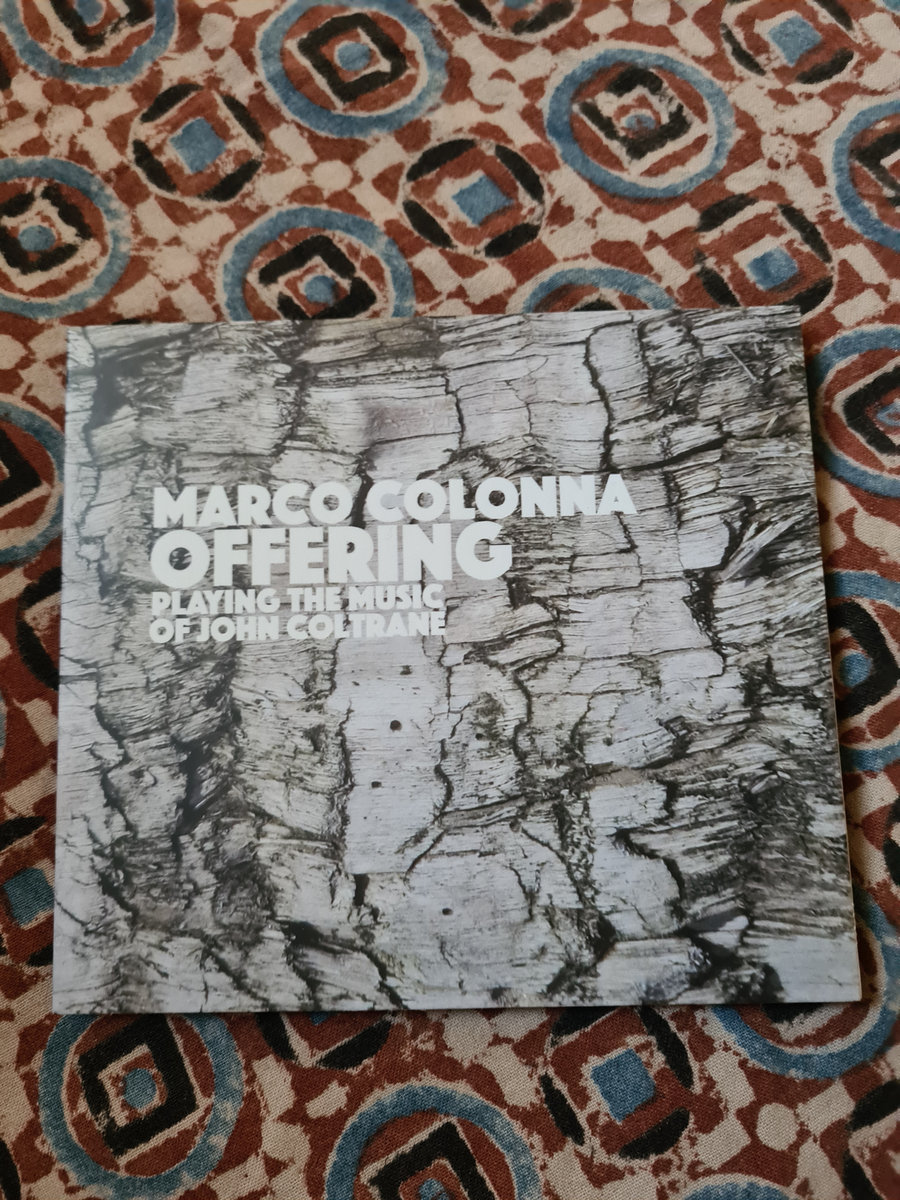 MARCO COLONNA
OFFERING
PLAYING THE MUSIC
OF JOHN COLTRANE